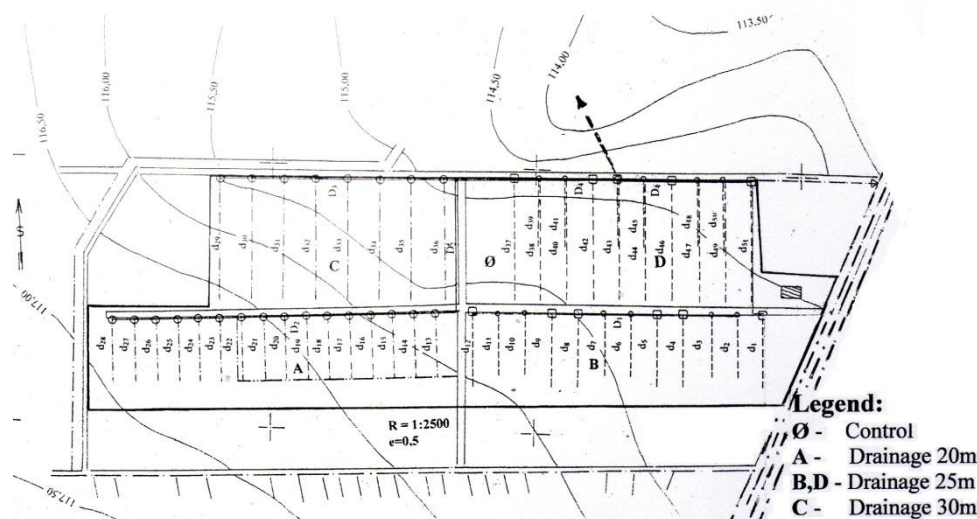 113,50
114,00
114,50
115,00
115,50
116,00
116,50
D₃
D₄
D₄
d29 d30 d31 d32 d33 d34 d35 d36 D5 d37 d38 d39 d40 d41 d42 d43 d44 d45 d46 d47 d48 d49 d50 d51
S
C
Ø
D
117,00
D₂
D₁
d28 d27 d26 d25 d24 d23 d22 d21 d20 d19 d18 d17 d16 d15 d14 d13 d12 d11 d10 d9 d8 d7 d6 d5 d4 d3 d2 d1
A
B
R = 1:2500
e=0.5
117,50
Legend:
Ø - Control
A - Drainage 20m
B,D - Drainage 25m
C - Drainage 30m